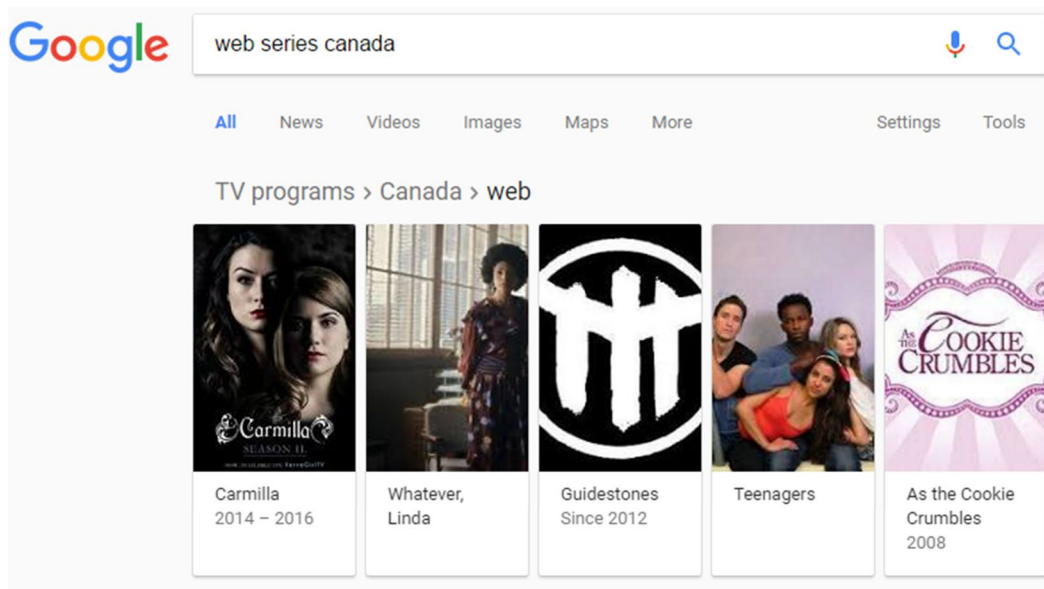 Google
web series canada
All News Videos Images Maps More Settings Tools
TV programs › Canada › web
Carmilla
SEASON II.
As
THE COOKIE
CRUMBLES
Carmilla
2014 – 2016
Whatever,
Linda
Guidestones
Since 2012
Teenagers
As the Cookie
Crumbles
2008